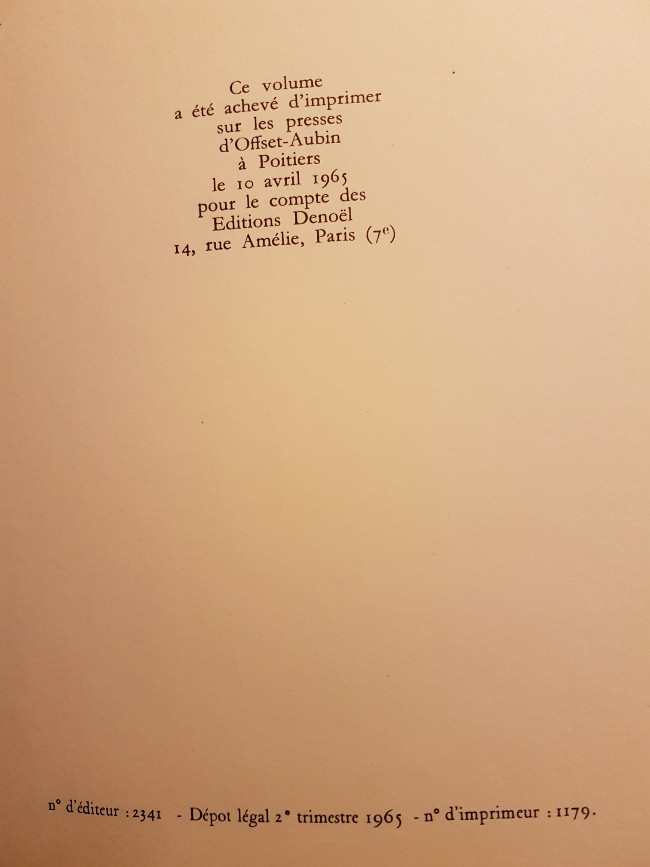 Ce volume
a été achevé d'imprimer
sur les presses
d'Offset-Aubin
à Poitiers
le 10 avril 1965
pour le compte des
Editions Denoël
14, rue Amélie, Paris (7e)
n° d'éditeur : 2341 - Dépot légal 2e trimestre 1965 - n° d'imprimeur : 1179.